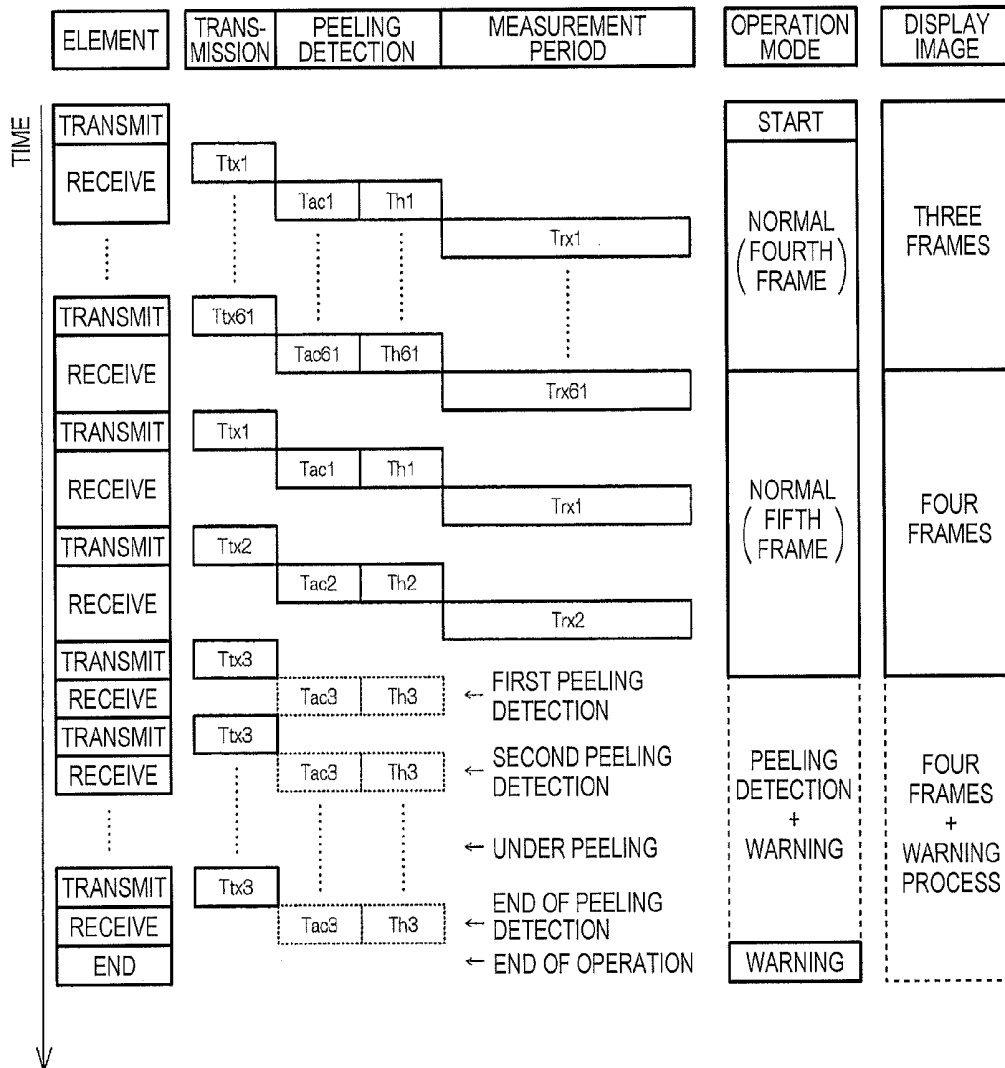 ELEMENT
TRANS-
MISSION
PEELING
DETECTION
MEASUREMENT
PERIOD
OPERATION
MODE
DISPLAY
IMAGE
TIME
TRANSMIT
START
RECEIVE
Ttx1
Tac1
Th1
Trx1
NORMAL
(FOURTH
FRAME)
THREE
FRAMES
TRANSMIT
Ttx61
RECEIVE
Tac61
Th61
Trx61
TRANSMIT
Ttx1
RECEIVE
Tac1
Th1
Trx1
NORMAL
(FIFTH
FRAME)
FOUR
FRAMES
TRANSMIT
Ttx2
RECEIVE
Tac2
Th2
Trx2
TRANSMIT
Ttx3
RECEIVE
Tac3
Th3
← FIRST PEELING
DETECTION
TRANSMIT
Ttx3
RECEIVE
Tac3
Th3
← SECOND PEELING
DETECTION
PEELING
DETECTION
+
WARNING
FOUR
FRAMES
+
WARNING
PROCESS
← UNDER PEELING
TRANSMIT
Ttx3
RECEIVE
Tac3
Th3
← END OF PEELING
DETECTION
END
← END OF OPERATION
WARNING